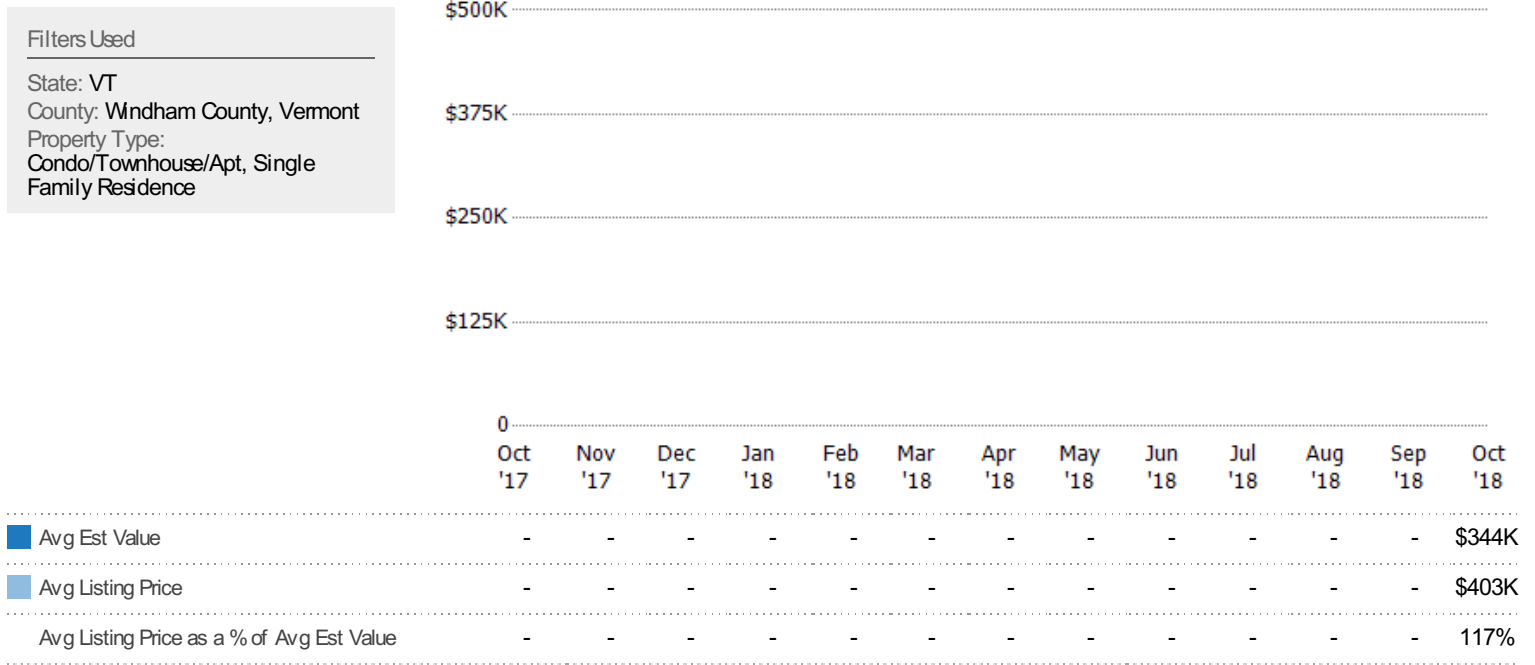 Filters Used
State: VT
County: Windham County, Vermont
Property Type:
Condo/Townhouse/Apt, Single
Family Residence
$500K
$375K
$250K
$125K
0
Oct Nov Dec Jan Feb Mar Apr May Jun Jul Aug Sep Oct
'17 '17 '17 '18 '18 '18 '18 '18 '18 '18 '18 '18 '18
Avg Est Value - - - - - - - - - - - - $344K
Avg Listing Price - - - - - - - - - - - - $403K
Avg Listing Price as a % of Avg Est Value - - - - - - - - - - - - 117%